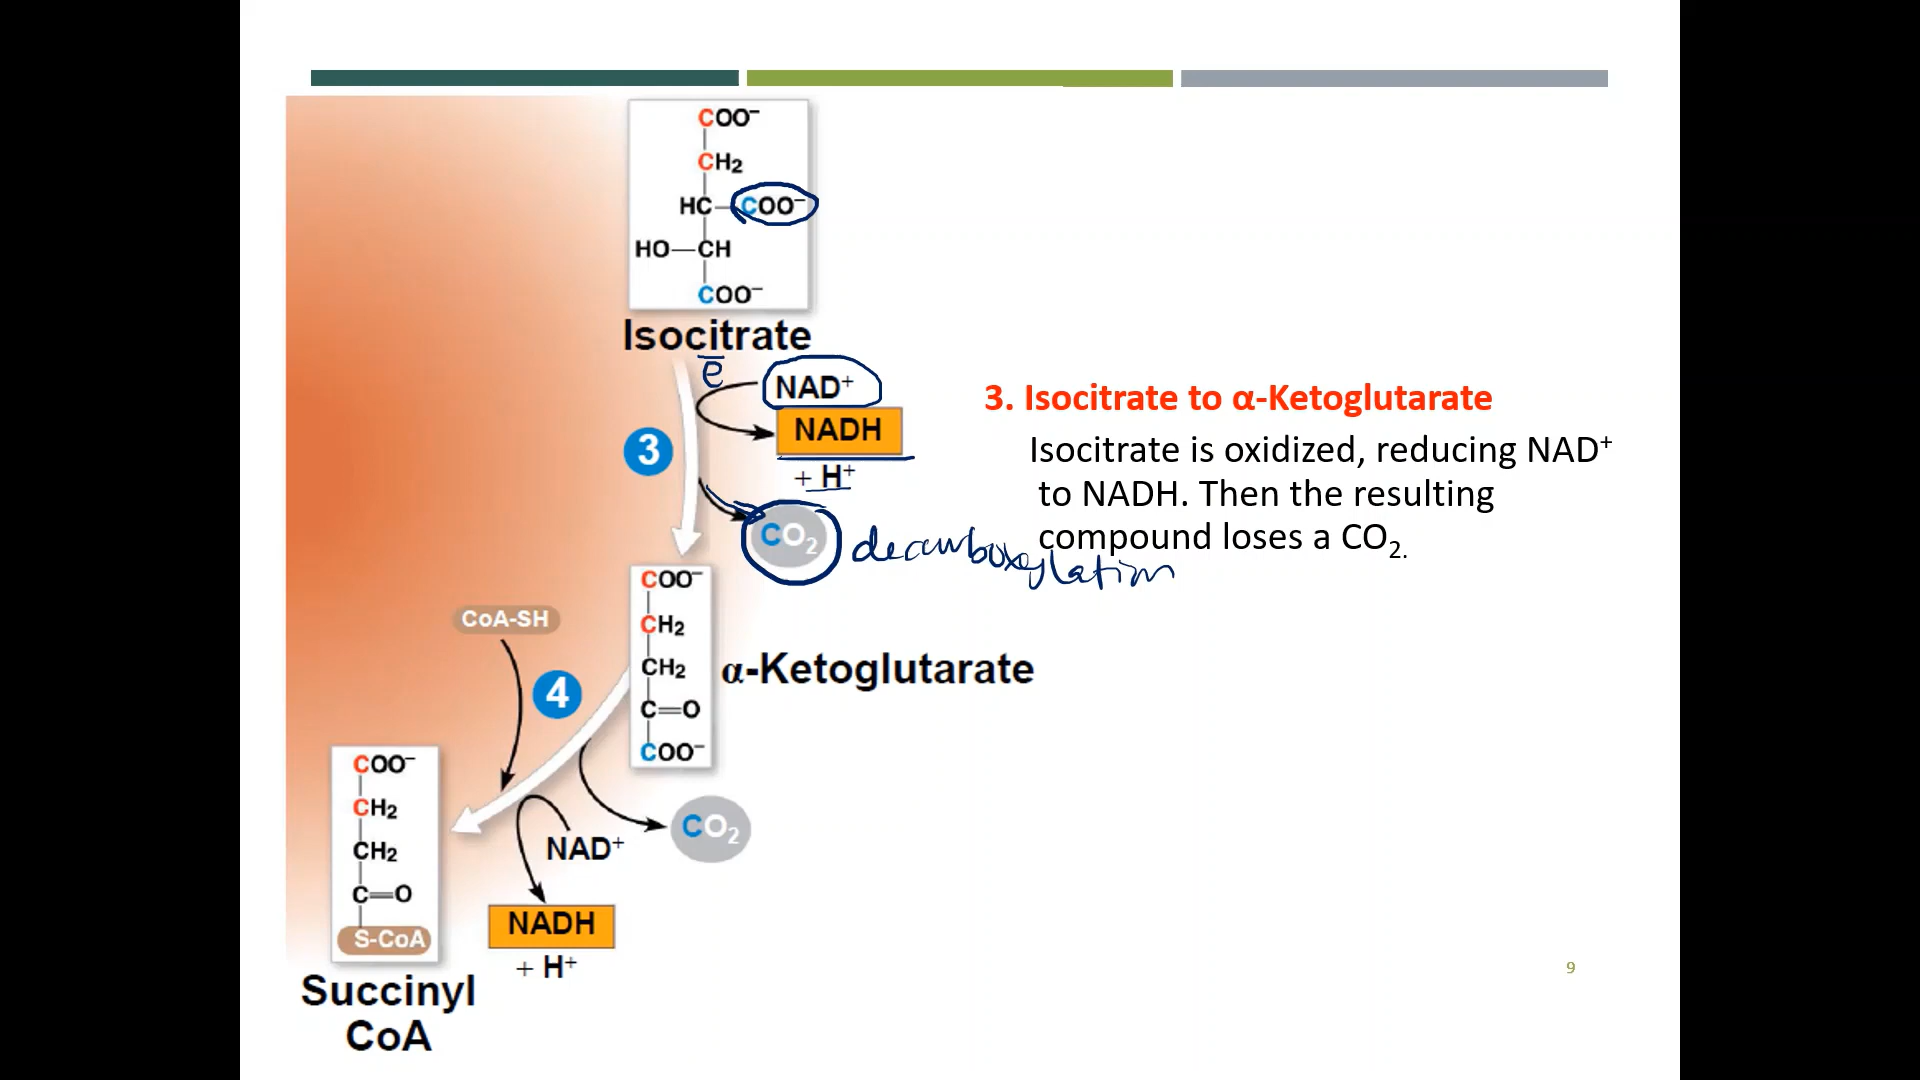 COO⁻
CH₂
HC—COO⁻
HO—CH
COO⁻
Isocitrate
e̅
NAD⁺
NADH
+ H⁺
3
CO₂
decarboxylation
3. Isocitrate to α-Ketoglutarate
Isocitrate is oxidized, reducing NAD⁺
to NADH. Then the resulting
compound loses a CO₂.
COO⁻
CH₂
CH₂
C=O
COO⁻
α-Ketoglutarate
CoA-SH
4
CO₂
NAD⁺
NADH
+ H⁺
COO⁻
CH₂
CH₂
C=O
S-CoA
Succinyl
CoA
9